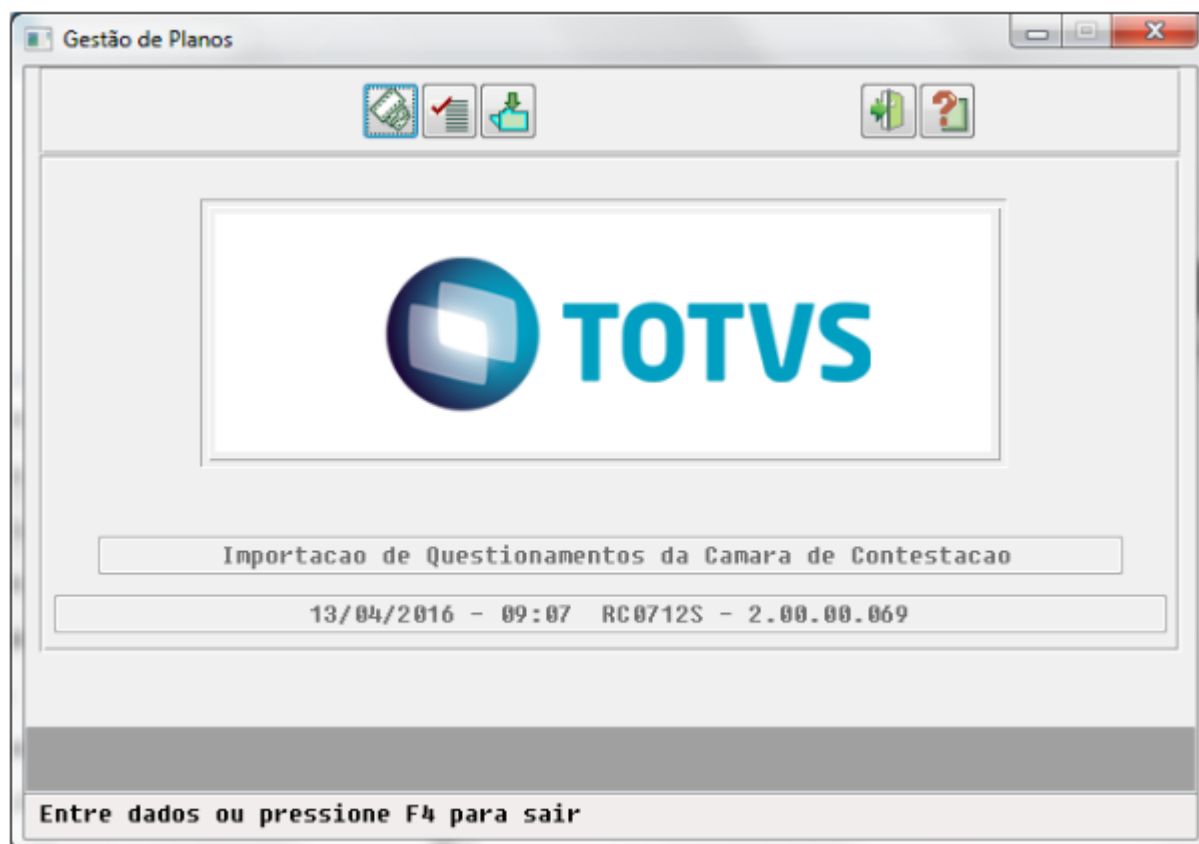 Gestão de Planos
TOTVS
Importacao de Questionamentos da Camara de Contestacao
13/04/2016 - 09:07 RC0712S - 2.00.00.069
Entre dados ou pressione F4 para sair